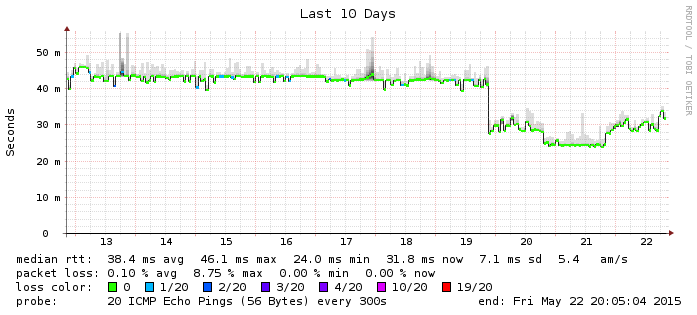 Last 10 Days
RRDTOOL / TOBI OETIKER
Seconds
50 m
40 m
30 m
20 m
10 m
0
13 14 15 16 17 18 19 20 21 22
median rtt: 38.4 ms avg 46.1 ms max 24.0 ms min 31.8 ms now 7.1 ms sd 5.4 am/s
packet loss: 0.10 % avg 8.75 % max 0.00 % min 0.00 % now
loss color: 0 1/20 2/20 3/20 4/20 10/20 19/20
probe: 20 ICMP Echo Pings (56 Bytes) every 300s end: Fri May 22 20:05:04 2015